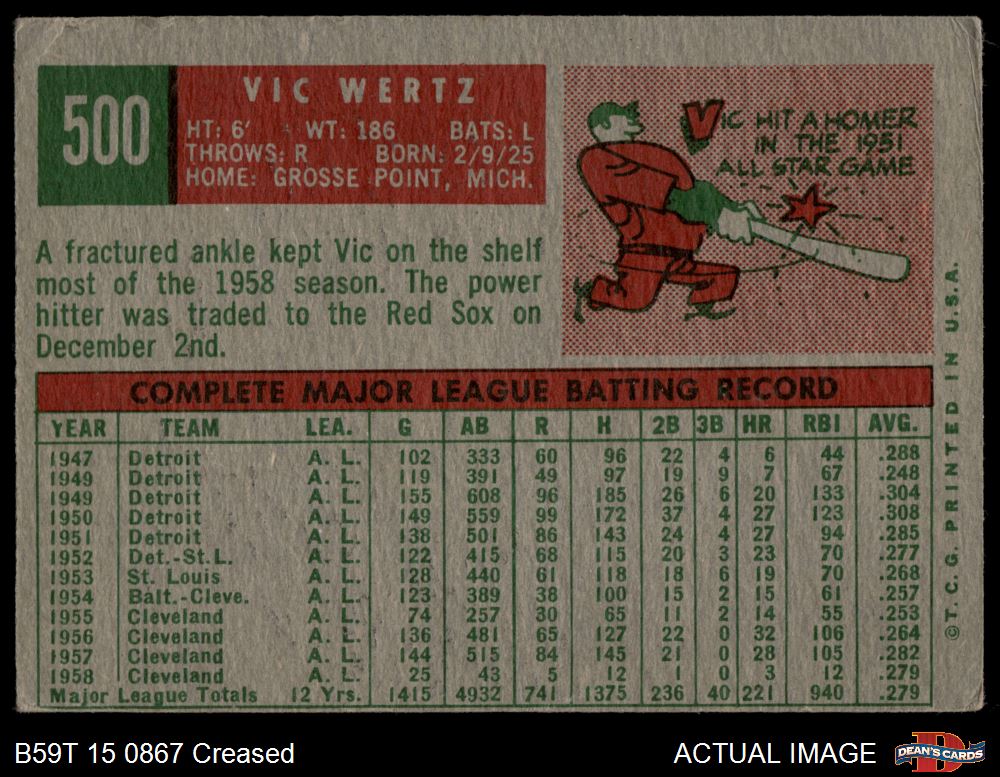 500
VIC WERTZ
HT: 6' WT: 186 BATS: L
THROWS: R BORN: 2/9/25
HOME: GROSSE POINT, MICH.
VIC HIT A HOMER
IN THE 1951
ALL STAR GAME
A fractured ankle kept Vic on the shelf
most of the 1958 season. The power
hitter was traded to the Red Sox on
December 2nd.
COMPLETE MAJOR LEAGUE BATTING RECORD
YEAR TEAM LEA. G AB R H 2B 3B HR RBI AVG.
1947 Detroit A. L. 102 333 60 96 22 4 6 44 .288
1949 Detroit A. L. 119 391 49 97 19 9 7 67 .248
1949 Detroit A. L. 155 608 96 185 26 6 20 133 .304
1950 Detroit A. L. 149 559 99 172 37 4 27 123 .308
1951 Detroit A. L. 138 501 86 143 24 4 27 94 .285
1952 Det.-St.L. A. L. 122 415 68 115 20 3 23 70 .277
1953 St. Louis A. L. 128 440 61 118 18 6 19 70 .268
1954 Balt.-Cleve. A. L. 123 389 38 100 15 2 15 61 .257
1955 Cleveland A. L. 74 257 30 65 11 2 14 55 .253
1956 Cleveland A. L. 136 481 65 127 22 0 32 106 .264
1957 Cleveland A. L. 144 515 84 145 21 0 28 105 .282
1958 Cleveland A. L. 25 43 5 12 1 0 3 12 .279
Major League Totals 12 Yrs. 1415 4932 741 1375 236 40 221 940 .279
©T. C. G. PRINTED IN U.S.A.
B59T 15 0867 Creased
ACTUAL IMAGE
DEAN'S CARDS